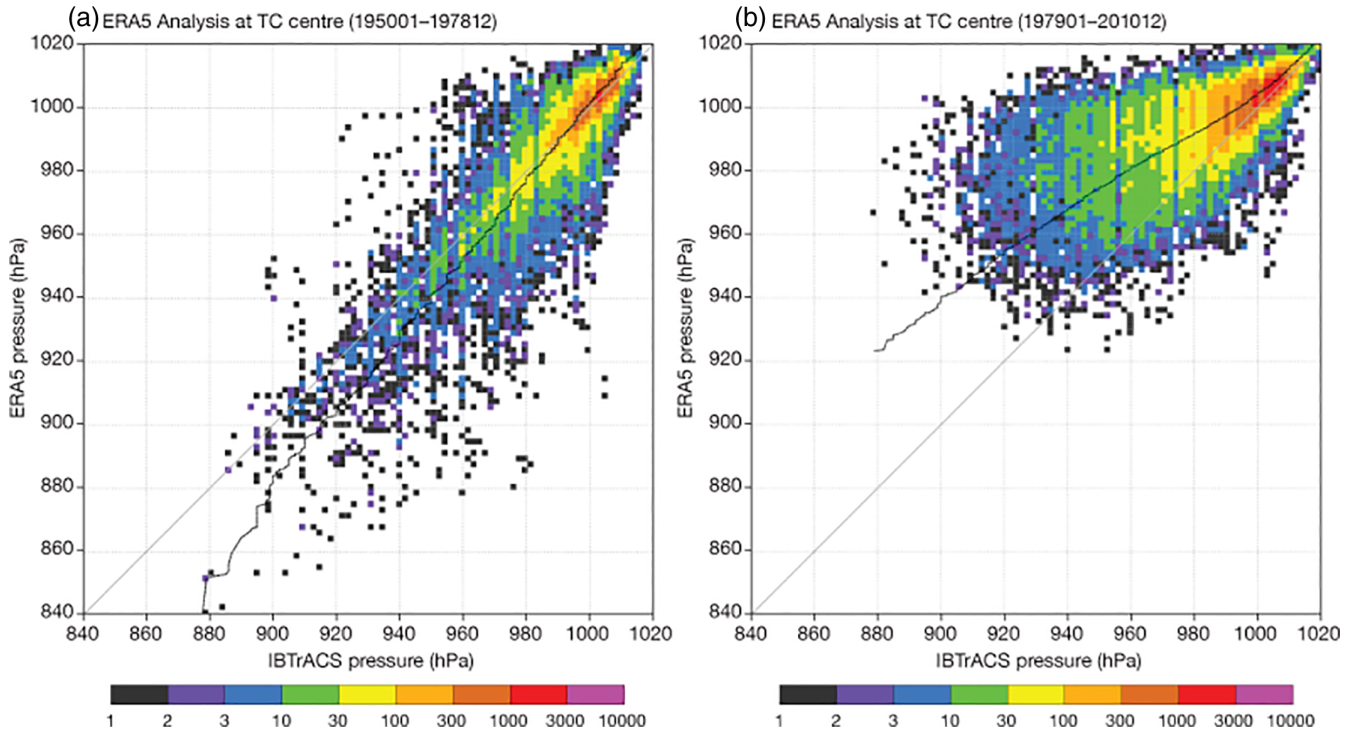 (a) ERA5 Analysis at TC centre (195001–197812)
1020
1000
980
960
940
920
900
880
860
840
ERA5 pressure (hPa)
840 860 880 900 920 940 960 980 1000 1020
IBTrACS pressure (hPa)
1 2 3 10 30 100 300 1000 3000 10000
(b) ERA5 Analysis at TC centre (197901–201012)
1020
1000
980
960
940
920
900
880
860
840
ERA5 pressure (hPa)
840 860 880 900 920 940 960 980 1000 1020
IBTrACS pressure (hPa)
1 2 3 10 30 100 300 1000 3000 10000